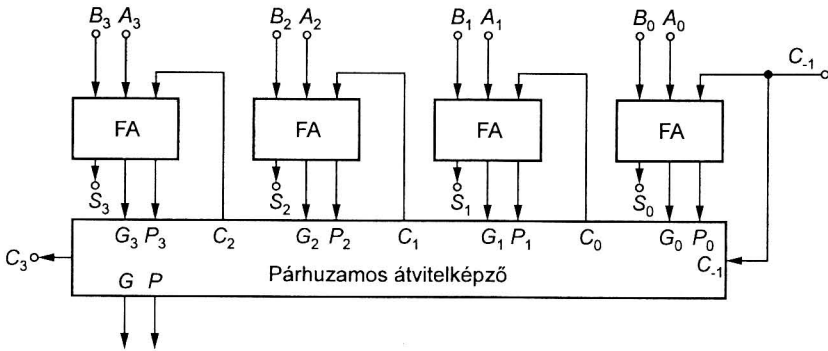 B₃ A₃ B₂ A₂ B₁ A₁ B₀ A₀
C₋₁
FA FA FA FA
S₃ S₂ S₁ S₀
G₃ P₃ C₂ G₂ P₂ C₁ G₁ P₁ C₀ G₀ P₀
C₃ C₋₁
G P Párhuzamos átvitelképző